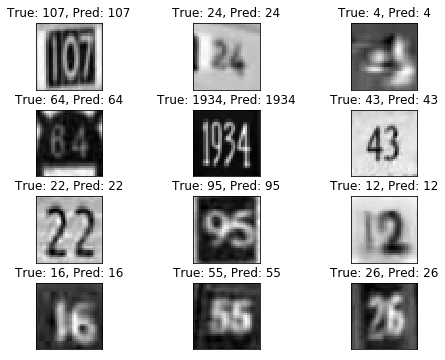 True: 107, Pred: 107
True: 24, Pred: 24
True: 4, Pred: 4
107
24
True: 64, Pred: 64
True: 1934, Pred: 1934
True: 43, Pred: 43
64
1934
43
True: 22, Pred: 22
True: 95, Pred: 95
True: 12, Pred: 12
22
95
12
True: 16, Pred: 16
True: 55, Pred: 55
True: 26, Pred: 26
16
55
26